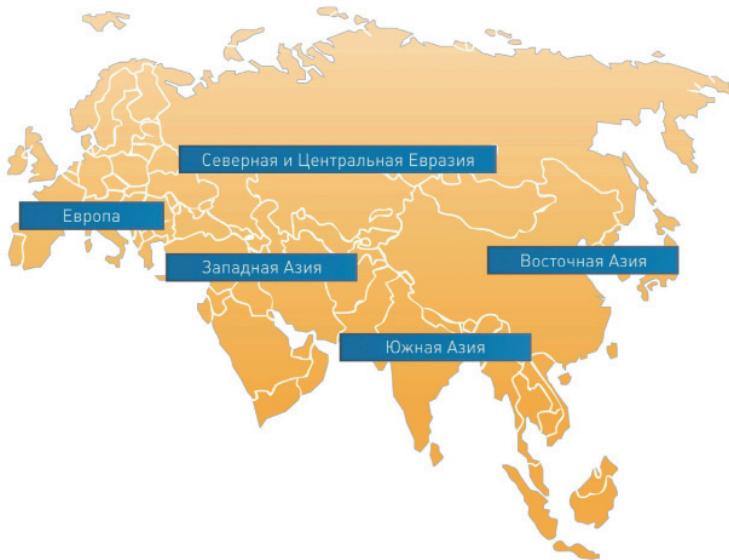 Северная и Центральная Евразия
Европа
Западная Азия
Восточная Азия
Южная Азия